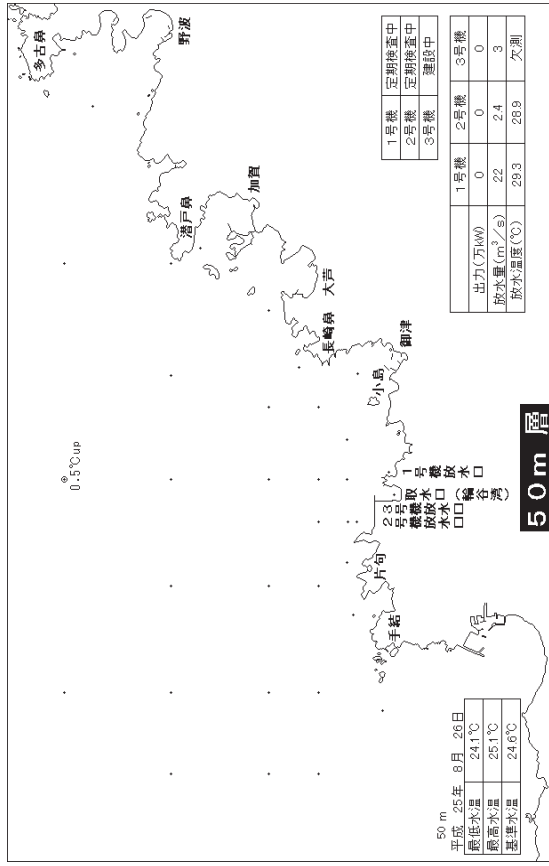 多古鼻
野波
潜戸鼻
加賀
大芦
長崎鼻
御津
小島
1号機放水口
取水口（輪谷湾）
3号機放水口
2号機放水口
片句
手結
0.5℃up
50m層
1号機 定期検査中
2号機 定期検査中
3号機 建設中
1号機 2号機 3号機
出力(万kW) 0 0 0
放水量(m³/s) 22 2.4 3
放水温度(℃) 29.3 28.9 欠測
50 m
平成 25年 8月 26日
最低水温 24.1℃
最高水温 25.1℃
基準水温 24.6℃